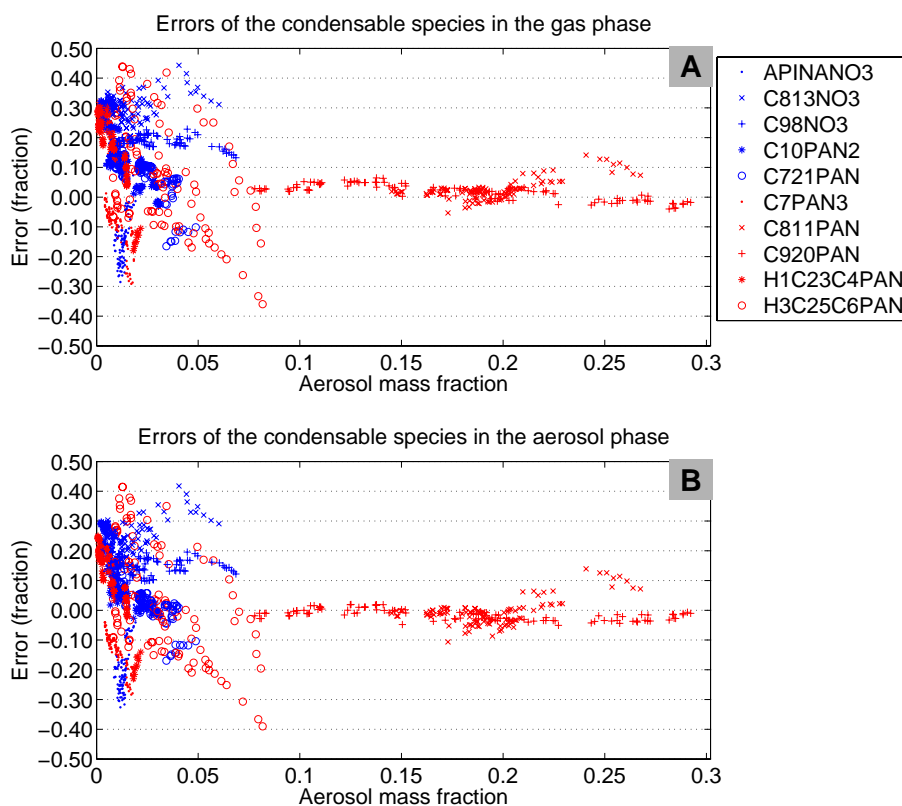 Errors of the condensable species in the gas phase
A
0.50
0.40
0.30
0.20
0.10
0.00
−0.10
−0.20
−0.30
−0.40
−0.50
Error (fraction)
0 0.05 0.1 0.15 0.2 0.25 0.3
Aerosol mass fraction
APINANO3
C813NO3
C98NO3
C10PAN2
C721PAN
C7PAN3
C811PAN
C920PAN
H1C23C4PAN
H3C25C6PAN
Errors of the condensable species in the aerosol phase
B
0.50
0.40
0.30
0.20
0.10
0.00
−0.10
−0.20
−0.30
−0.40
−0.50
Error (fraction)
0 0.05 0.1 0.15 0.2 0.25 0.3
Aerosol mass fraction